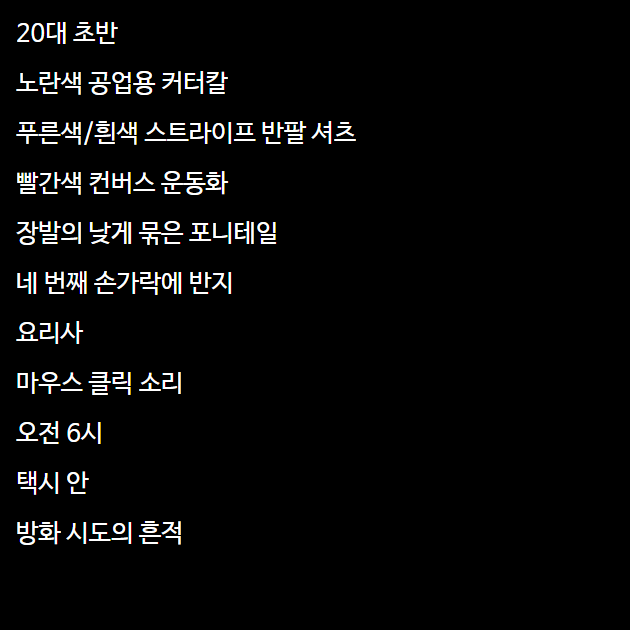 20대 초반
노란색 공업용 커터칼
푸른색/흰색 스트라이프 반팔 셔츠
빨간색 컨버스 운동화
장발의 낮게 묶은 포니테일
네 번째 손가락에 반지
요리사
마우스 클릭 소리
오전 6시
택시 안
방화 시도의 흔적